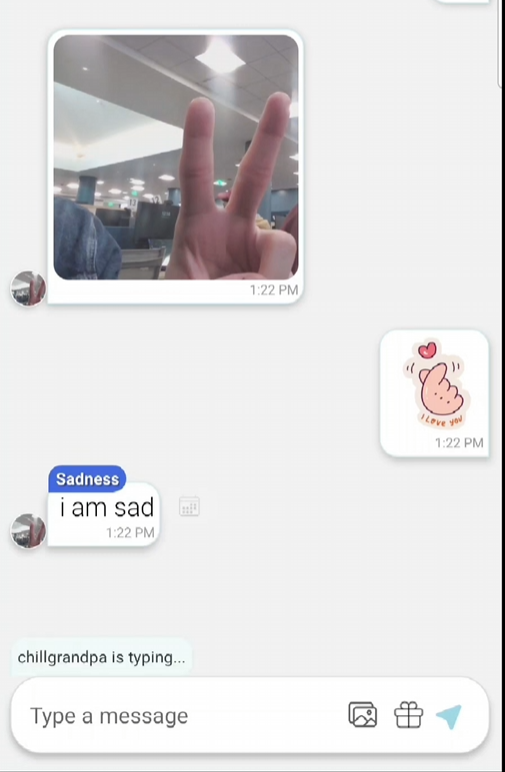 1:22 PM
I Love you
1:22 PM
Sadness
i am sad
1:22 PM
chillgrandpa is typing...
Type a message